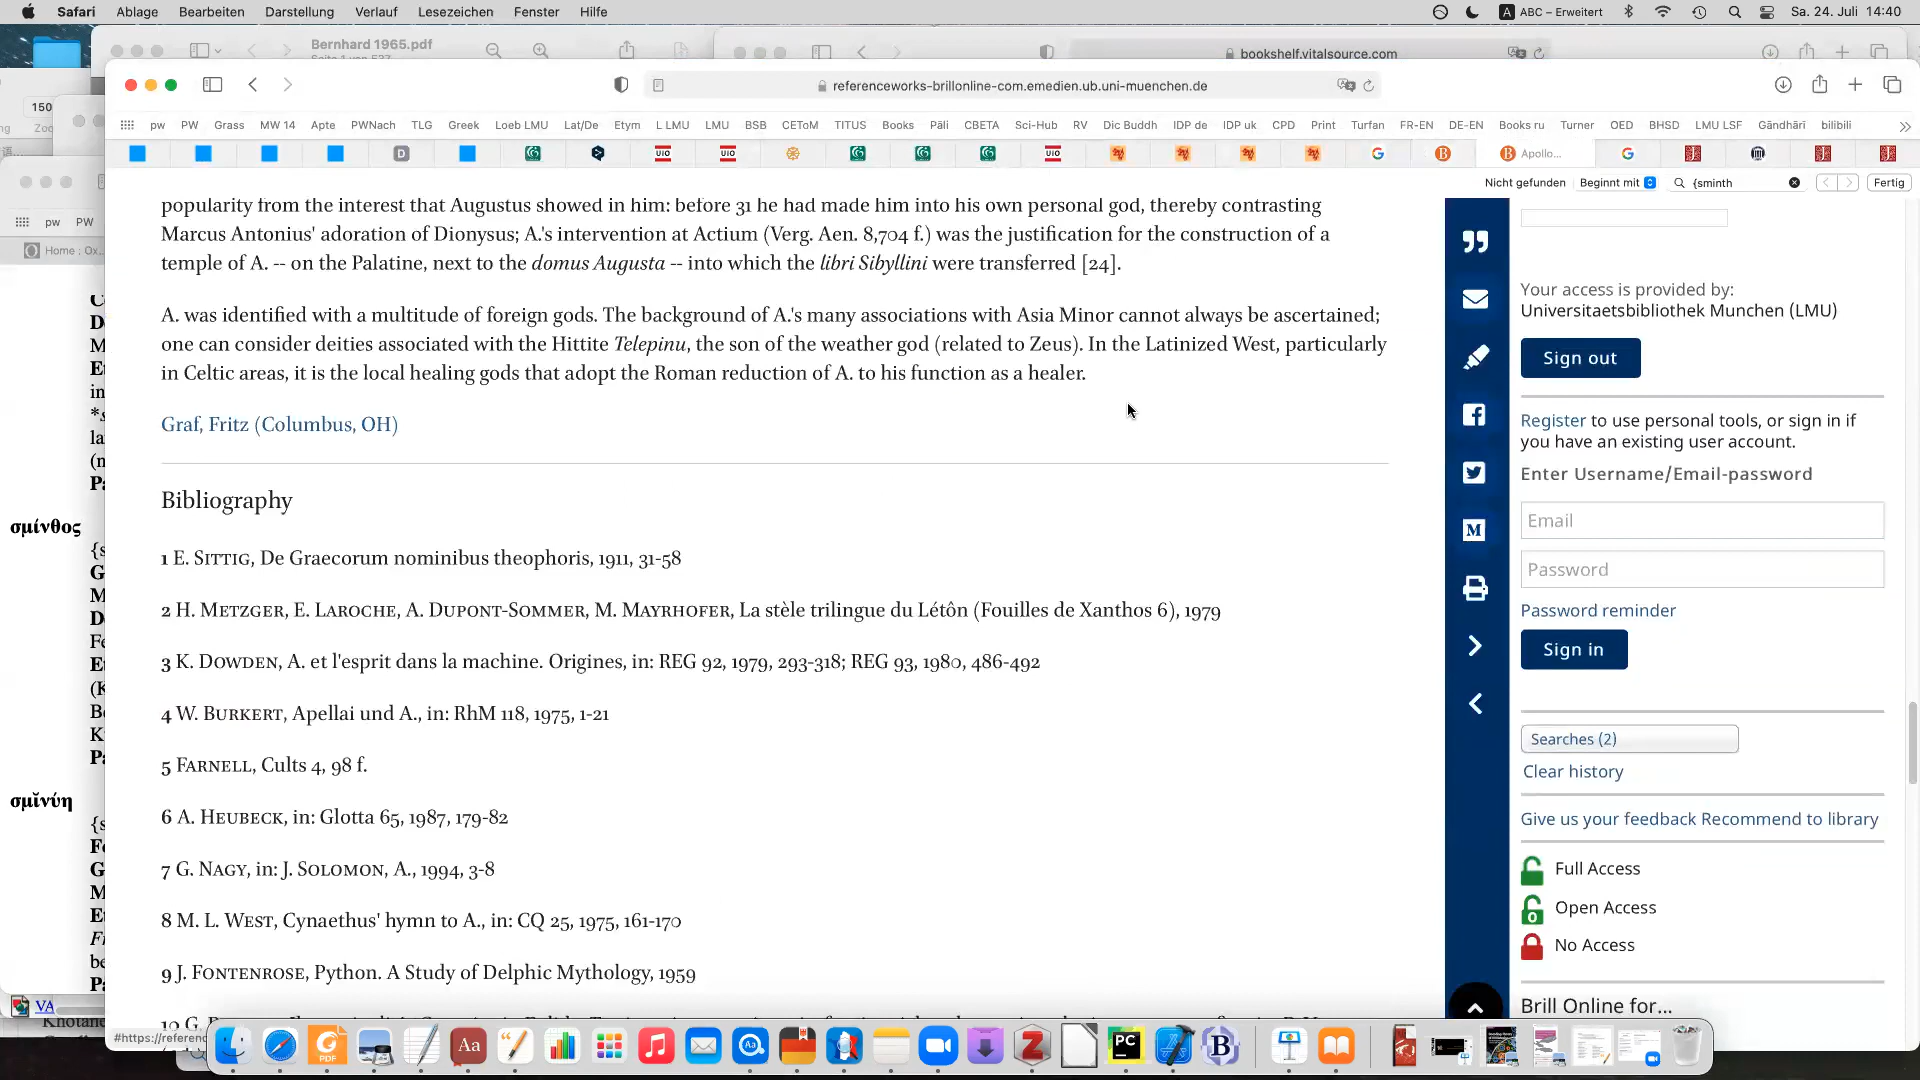 Safari Ablage Bearbeiten Darstellung Verlauf Lesezeichen Fenster Hilfe
A ABC – Erweitert Sa. 24. Juli 14:40
Bernhard 1965.pdf
bookshelf.vitalsource.com
150
referenceworks-brillonline-com.emedien.ub.uni-muenchen.de
pw PW Grass MW 14 Apte PWNach TLG Greek Loeb LMU Lat/De Etym L LMU LMU BSB CEToM TITUS Books Pāli CBETA Sci-Hub RV Dic Buddh IDP de IDP uk CPD Print Turfan FR-EN DE-EN Books ru Turner OED BHSD LMU LSF Gāndhārī bilibili
Apollo...
Nicht gefunden Beginnt mit {sminth Fertig
pw PW
Home : Ox...
popularity from the interest that Augustus showed in him: before 31 he had made him into his own personal god, thereby contrasting
Marcus Antonius' adoration of Dionysus; A.'s intervention at Actium (Verg. Aen. 8,704 f.) was the justification for the construction of a
temple of A. -- on the Palatine, next to the domus Augusta -- into which the libri Sibyllini were transferred [24].
A. was identified with a multitude of foreign gods. The background of A.'s many associations with Asia Minor cannot always be ascertained;
one can consider deities associated with the Hittite Telepinu, the son of the weather god (related to Zeus). In the Latinized West, particularly
in Celtic areas, it is the local healing gods that adopt the Roman reduction of A. to his function as a healer.
Graf, Fritz (Columbus, OH)
Bibliography
1 E. SITTIG, De Graecorum nominibus theophoris, 1911, 31-58
2 H. METZGER, E. LAROCHE, A. DUPONT-SOMMER, M. MAYRHOFER, La stèle trilingue du Létôn (Fouilles de Xanthos 6), 1979
3 K. DOWDEN, A. et l'esprit dans la machine. Origines, in: REG 92, 1979, 293-318; REG 93, 1980, 486-492
4 W. BURKERT, Apellai und A., in: RhM 118, 1975, 1-21
5 FARNELL, Cults 4, 98 f.
6 A. HEUBECK, in: Glotta 65, 1987, 179-82
7 G. NAGY, in: J. SOLOMON, A., 1994, 3-8
8 M. L. WEST, Cynaethus' hymn to A., in: CQ 25, 1975, 161-170
9 J. FONTENROSE, Python. A Study of Delphic Mythology, 1959
10 G.
#https://referenc
σμίνθος
σμῐνύη
VA
Your access is provided by:
Universitaetsbibliothek Munchen (LMU)
Sign out
Register to use personal tools, or sign in if
you have an existing user account.
Enter Username/Email-password
Email
Password
Password reminder
Sign in
Searches (2)
Clear history
Give us your feedback Recommend to library
Full Access
Open Access
No Access
Brill Online for...